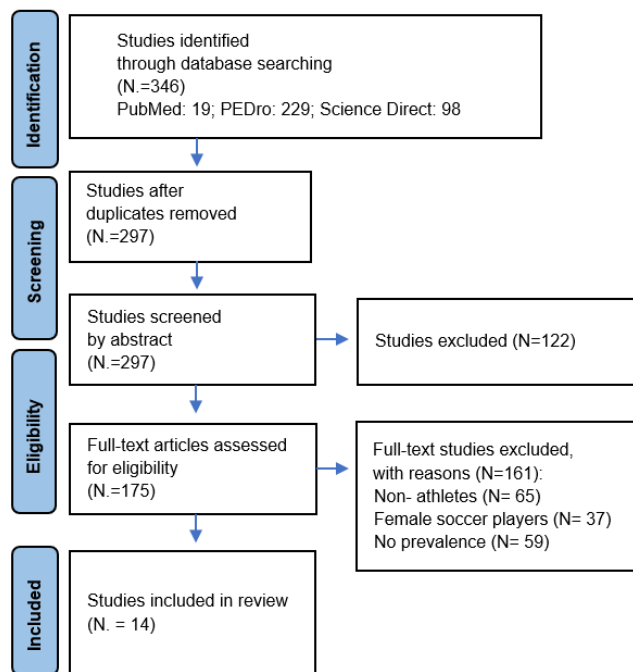 Identification
Studies identified
through database searching
(N.=346)
PubMed: 19; PEDro: 229; Science Direct: 98
Screening
Studies after
duplicates removed
(N.=297)
Studies screened
by abstract
(N.=297)
Studies excluded (N=122)
Eligibility
Full-text articles assessed
for eligibility
(N.=175)
Full-text studies excluded,
with reasons (N=161):
Non- athletes (N= 65)
Female soccer players (N= 37)
No prevalence (N= 59)
Included
Studies included in review
(N. = 14)